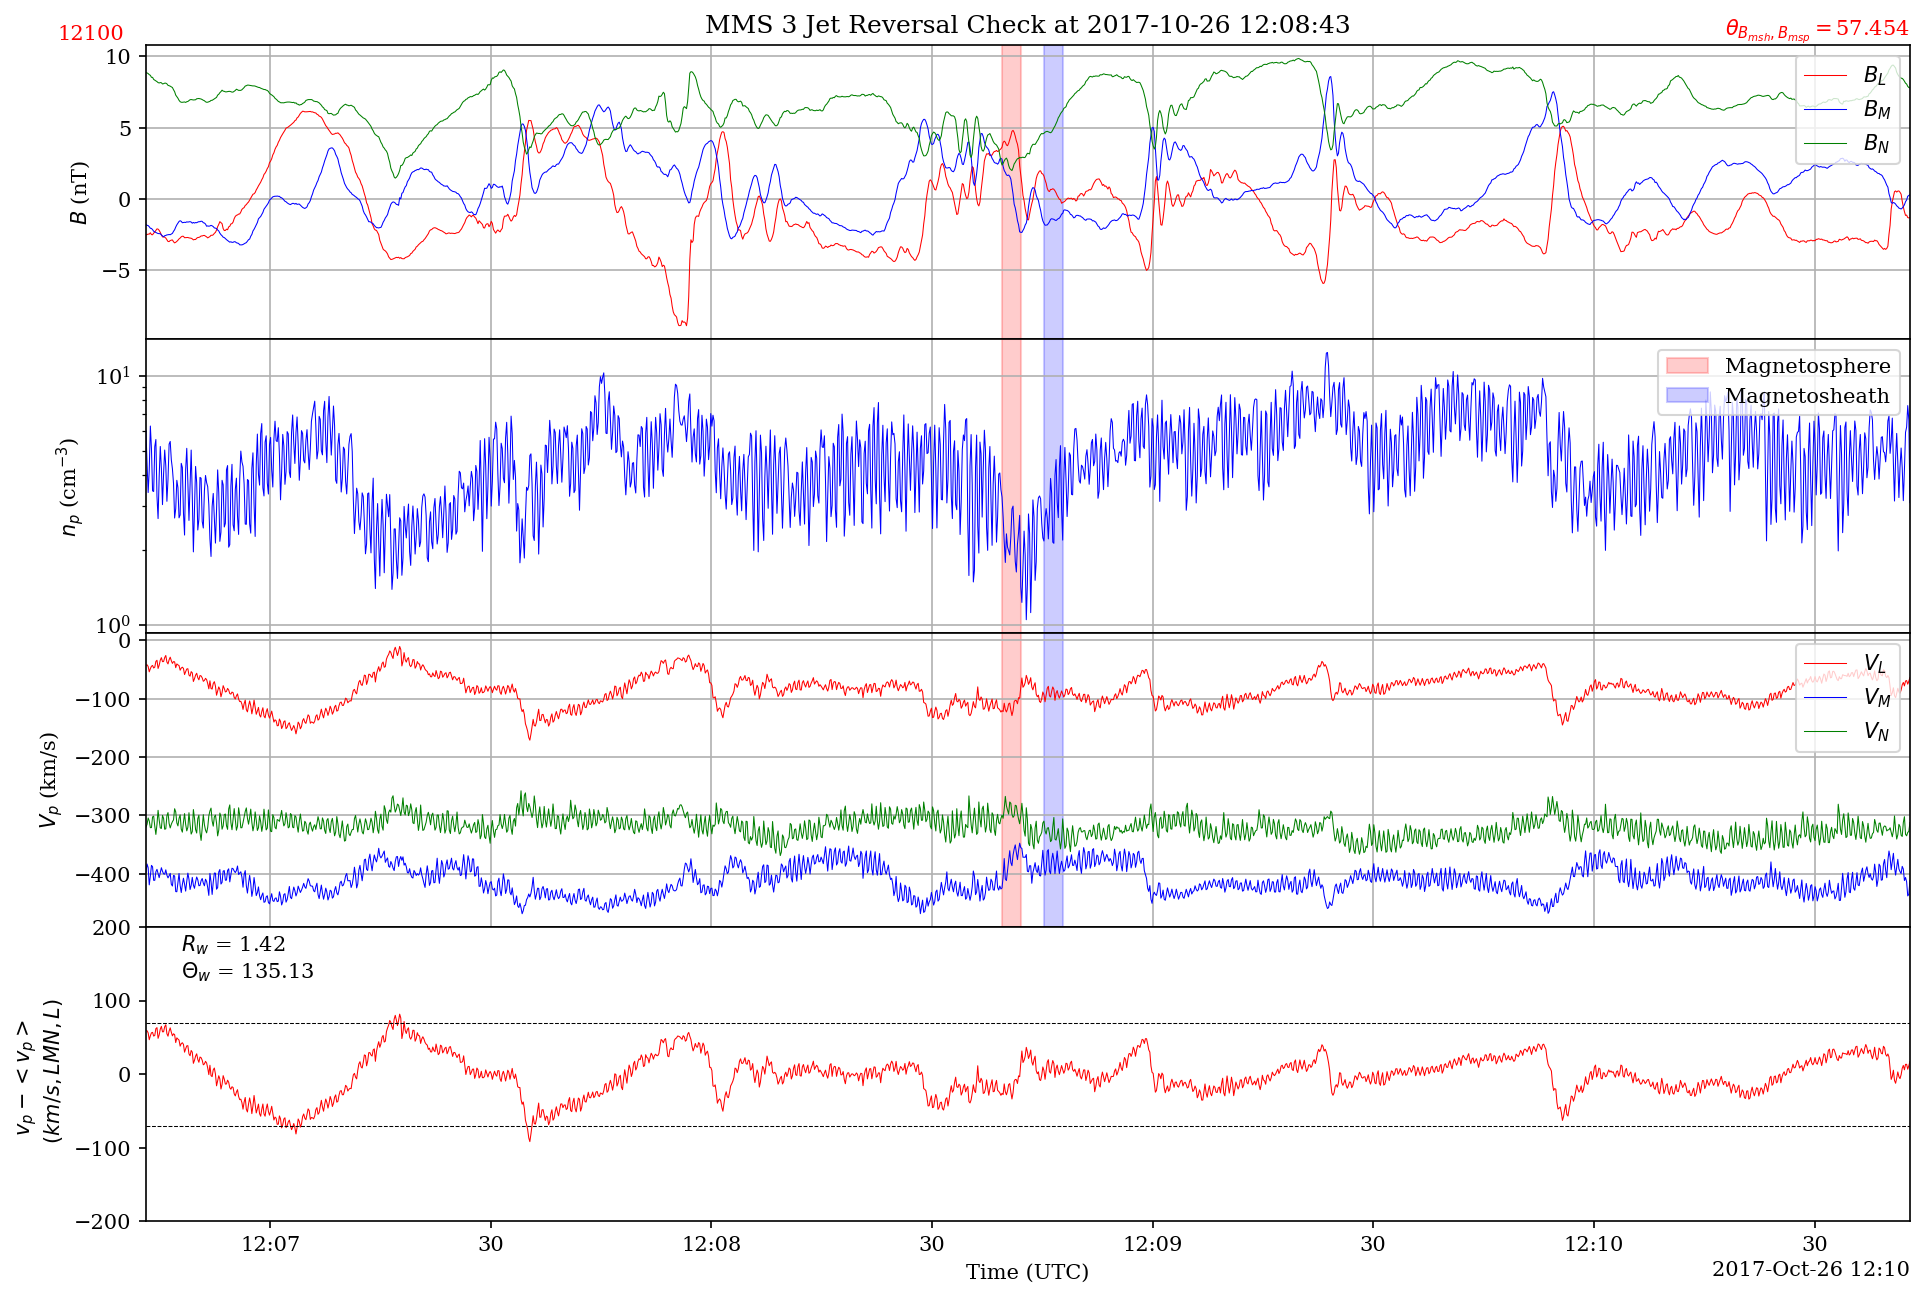 MMS 3 Jet Reversal Check at 2017-10-26 12:08:43
12100
θ_{B_{msh}, B_{msp}} = 57.454
10
5
0
−5
B (nT)
B_L
B_M
B_N
10^1
10^0
n_p (cm^{−3})
Magnetosphere
Magnetosheath
0
−100
−200
−300
−400
V_p (km/s)
V_L
V_M
V_N
200
100
0
−100
−200
v_p − < v_p >
(km/s, LMN, L)
R_w = 1.42
Θ_w = 135.13
12:07
30
12:08
30
12:09
30
12:10
30
Time (UTC)
2017-Oct-26 12:10